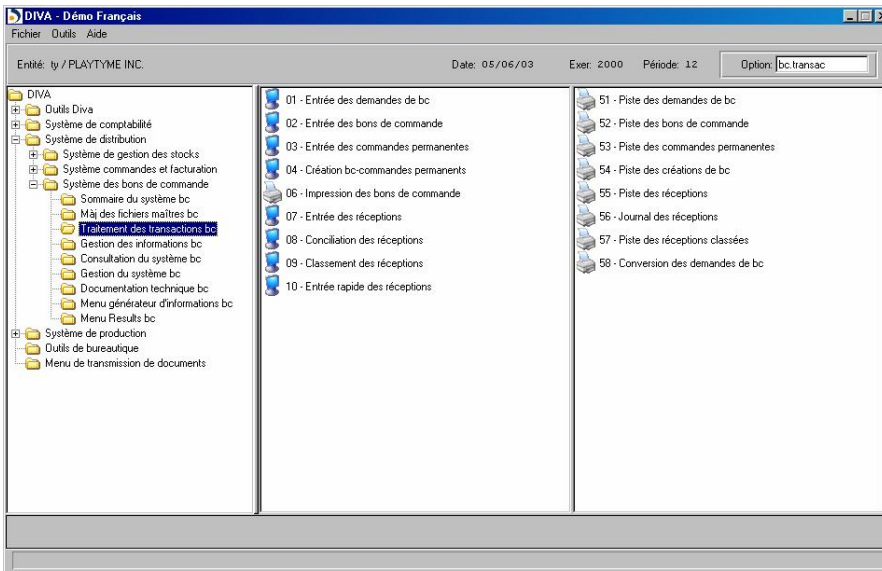 DIVA - Démo Français
Fichier Outils Aide
Entité: ty / PLAYTYME INC. Date: 05/06/03 Exer: 2000 Période: 12 Option: bc.transac
DIVA
Outils Diva
Système de comptabilité
Système de distribution
Système de gestion des stocks
Système commandes et facturation
Système des bons de commande
Sommaire du système bc
Màj des fichiers maîtres bc
Traitement des transactions bc
Gestion des informations bc
Consultation du système bc
Gestion du système bc
Documentation technique bc
Menu générateur d'informations bc
Menu Results bc
Système de production
Outils de bureautique
Menu de transmission de documents
01 - Entrée des demandes de bc
02 - Entrée des bons de commande
03 - Entrée des commandes permanentes
04 - Création bc-commandes permanents
06 - Impression des bons de commande
07 - Entrée des réceptions
08 - Conciliation des réceptions
09 - Classement des réceptions
10 - Entrée rapide des réceptions
51 - Piste des demandes de bc
52 - Piste des bons de commande
53 - Piste des commandes permanentes
54 - Piste des créations de bc
55 - Piste des réceptions
56 - Journal des réceptions
57 - Piste des réceptions classées
58 - Conversion des demandes de bc